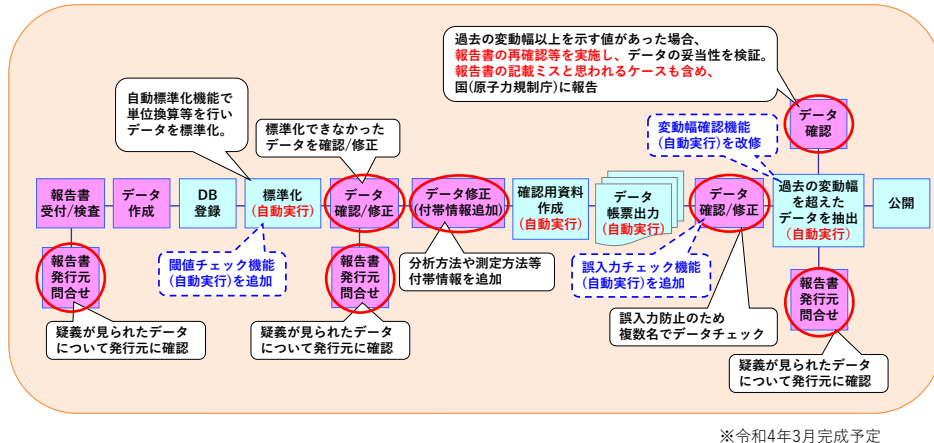 過去の変動幅以上を示す値があった場合、
報告書の再確認等を実施し、データの妥当性を検証。
報告書の記載ミスと思われるケースも含め、
国(原子力規制庁)に報告
自動標準化機能で
単位換算等を行い
データを標準化。
標準化できなかった
データを確認/修正
変動幅確認機能
(自動実行)を改修
データ
確認
報告書
受付/検査
データ
作成
DB
登録
標準化
(自動実行)
データ
確認/修正
データ修正
(付帯情報追加)
確認用資料
作成
(自動実行)
データ
帳票出力
(自動実行)
データ
確認/修正
過去の変動幅
を超えた
データを抽出
(自動実行)
公開
報告書
発行元
問合せ
閾値チェック機能
(自動実行)を追加
報告書
発行元
問合せ
分析方法や測定方法等
付帯情報を追加
誤入力チェック機能
(自動実行)を追加
報告書
発行元
問合せ
疑義が見られたデータ
について発行元に確認
疑義が見られたデータ
について発行元に確認
誤入力防止のため
複数名でデータチェック
疑義が見られたデータ
について発行元に確認
※令和4年3月完成予定